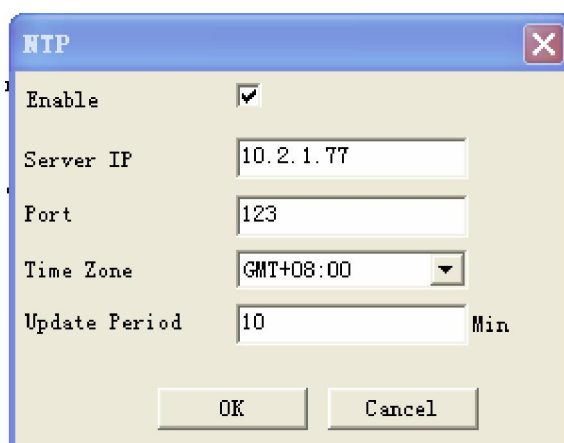 NTP
Enable
Server IP 10.2.1.77
Port 123
Time Zone GMT+08:00
Update Period 10 Min
OK Cancel